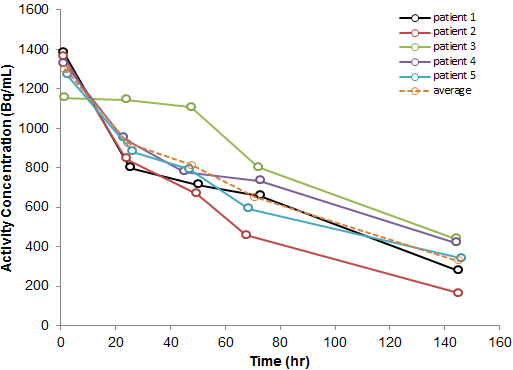 1600
1400
1200
1000
800
600
400
200
0
Activity Concentration (Bq/mL)
0 20 40 60 80 100 120 140 160
Time (hr)
patient 1
patient 2
patient 3
patient 4
patient 5
average